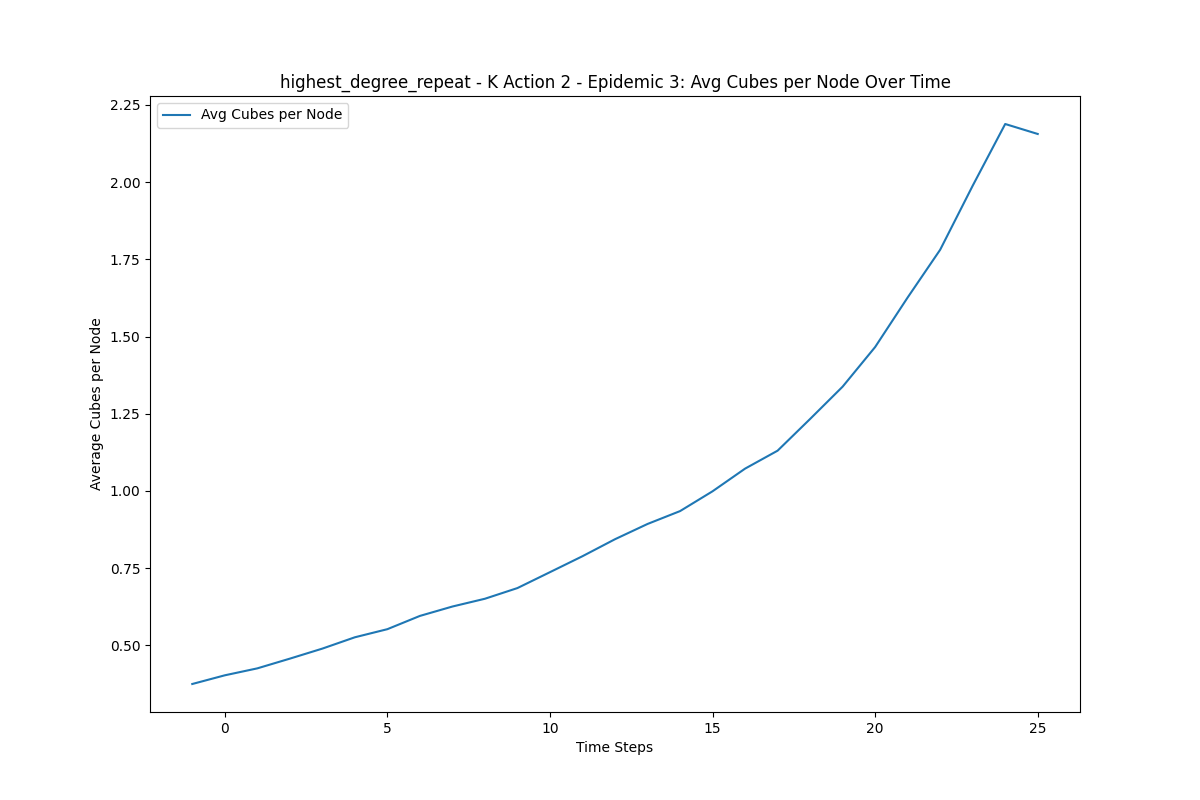 highest_degree_repeat - K Action 2 - Epidemic 3: Avg Cubes per Node Over Time
Avg Cubes per Node
2.25
2.00
1.75
1.50
1.25
1.00
0.75
0.50
Average Cubes per Node
0 5 10 15 20 25
Time Steps